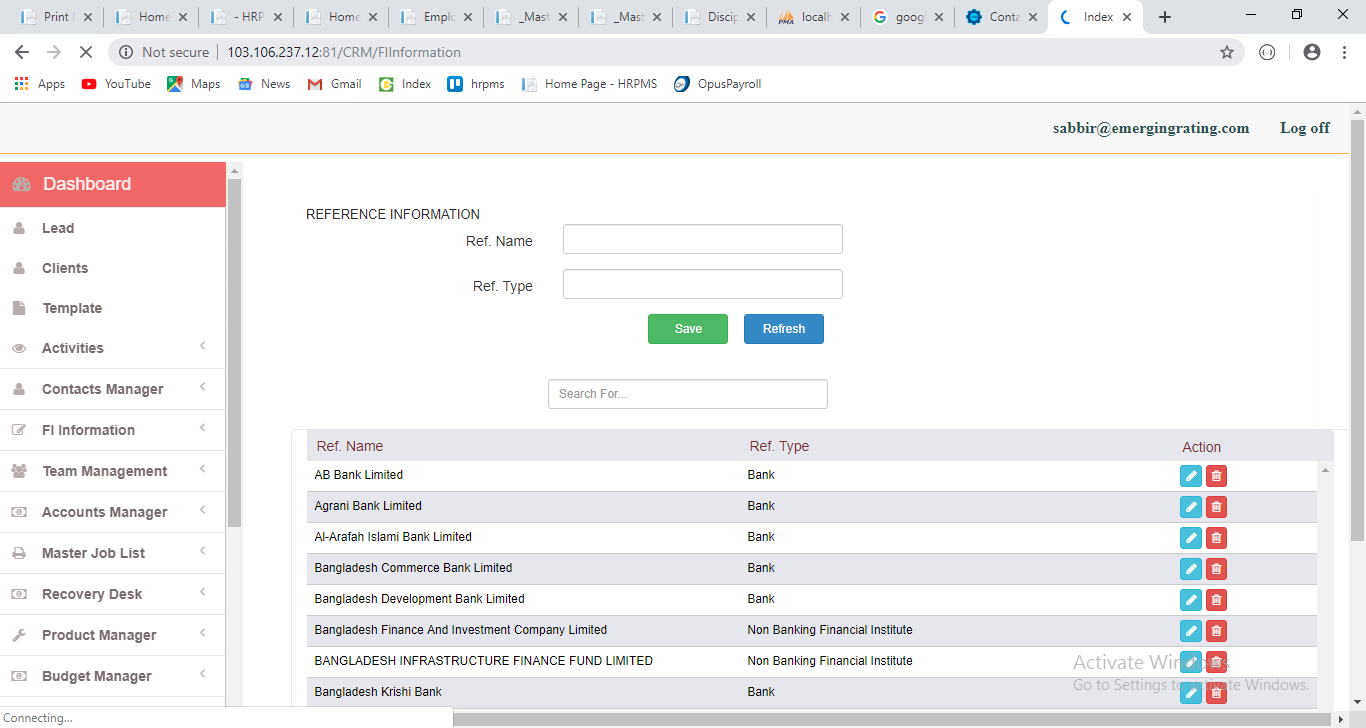 Print Home - HRP Home Emplo _Mast _Mast Discip localh goog Conta Index
Not secure 103.106.237.12:81/CRM/FIInformation
Apps YouTube Maps News Gmail Index hrpms Home Page - HRPMS OpusPayroll
sabbir@emergingrating.com Log off
Dashboard
Lead
Clients
Template
Activities
Contacts Manager
FI Information
Team Management
Accounts Manager
Master Job List
Recovery Desk
Product Manager
Budget Manager
REFERENCE INFORMATION
Ref. Name
Ref. Type
Save Refresh
Search For...
Ref. Name Ref. Type Action
AB Bank Limited Bank
Agrani Bank Limited Bank
Al-Arafah Islami Bank Limited Bank
Bangladesh Commerce Bank Limited Bank
Bangladesh Development Bank Limited Bank
Bangladesh Finance And Investment Company Limited Non Banking Financial Institute
BANGLADESH INFRASTRUCTURE FINANCE FUND LIMITED Non Banking Financial Institute
Bangladesh Krishi Bank Bank
Activate Windows
Go to Settings to activate Windows.
Connecting...